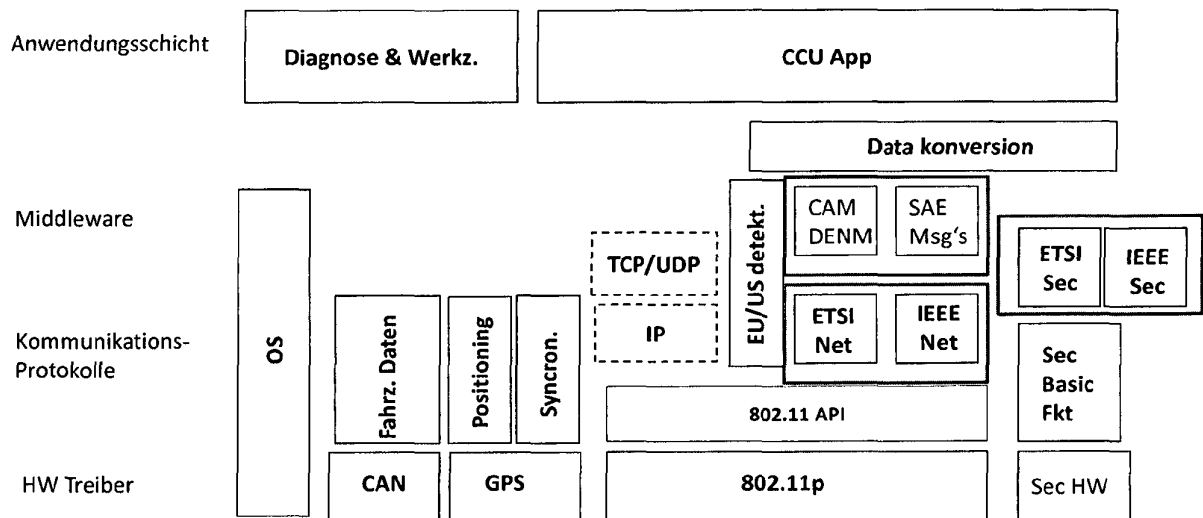 Anwendungsschicht
Diagnose & Werkz.
CCU App
Data konversion
Middleware
OS
EU/US detekt.
CAM
DENM
SAE
Msg's
TCP/UDP
ETSI
Sec
IEEE
Sec
Kommunikations-
Protokolle
Fahrz. Daten
Positioning
Syncron.
IP
ETSI
Net
IEEE
Net
Sec
Basic
Fkt
802.11 API
HW Treiber
CAN
GPS
802.11p
Sec HW